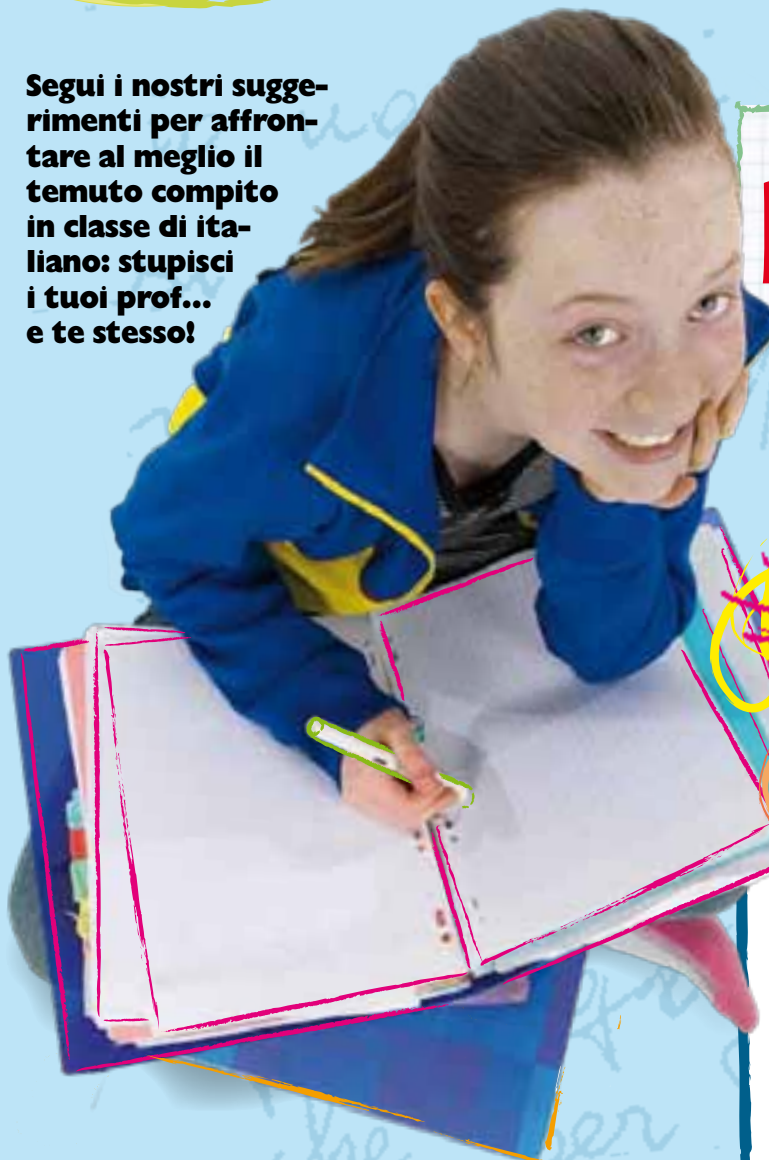 Segui i nostri sugge-
rimenti per affron-
tare al meglio il
temuto compito
in classe di ita-
liano: stupisci
i tuoi prof...
e te stesso!